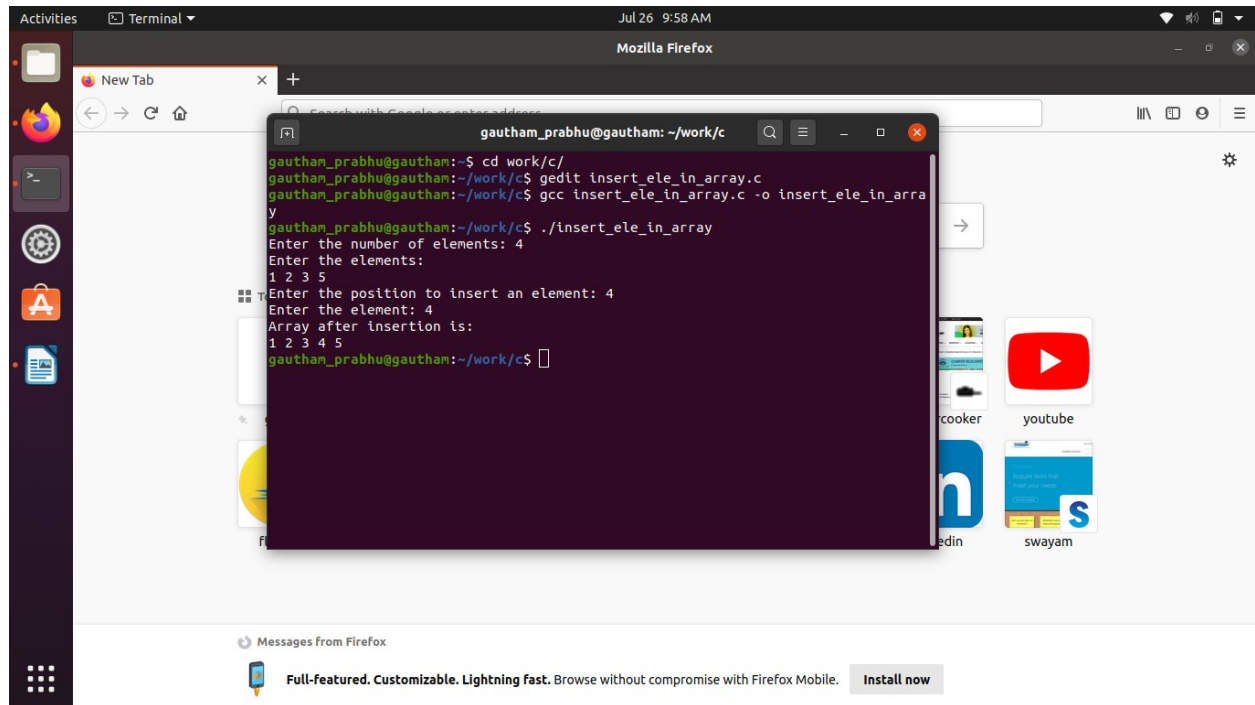 Activities
Terminal
Jul 26 9:58 AM
Mozilla Firefox
New Tab
gautham_prabhu@gautham: ~/work/c
gautham_prabhu@gautham:~$ cd work/c/
gautham_prabhu@gautham:~/work/c$ gedit insert_ele_in_array.c
gautham_prabhu@gautham:~/work/c$ gcc insert_ele_in_array.c -o insert_ele_in_arra
y
gautham_prabhu@gautham:~/work/c$ ./insert_ele_in_array
Enter the number of elements: 4
Enter the elements:
1 2 3 5
Enter the position to insert an element: 4
Enter the element: 4
Array after insertion is:
1 2 3 4 5
gautham_prabhu@gautham:~/work/c$
rcooker
youtube
edin
swayam
Messages from Firefox
Full-featured. Customizable. Lightning fast. Browse without compromise with Firefox Mobile.
Install now